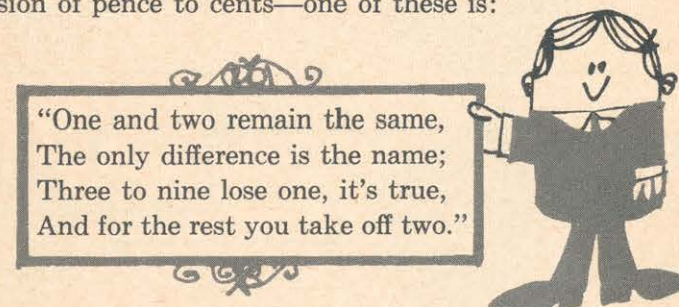 sion of pence to cents—one of these is:
“One and two remain the same,
The only difference is the name;
Three to nine lose one, it's true,
And for the rest you take off two.”